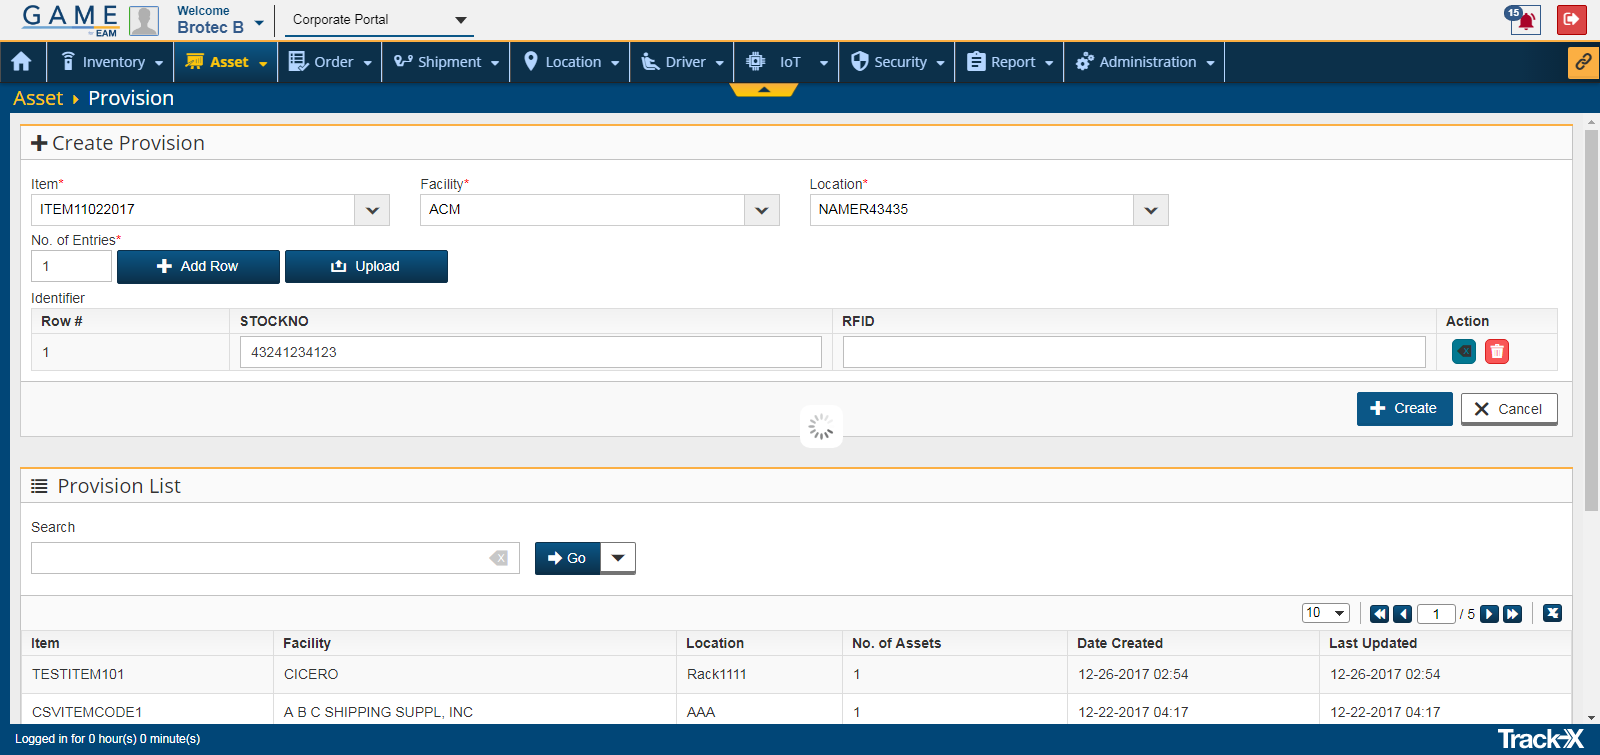 GAME
by EAM
Welcome
Brotec B
Corporate Portal
15
Inventory
Asset
Order
Shipment
Location
Driver
IoT
Security
Report
Administration
Asset Provision
Create Provision
Item* Facility* Location*
ITEM11022017 ACM NAMER43435
No. of Entries*
1 Add Row Upload
Identifier
Row # STOCKNO RFID Action
1 43241234123
Create Cancel
Provision List
Search
Go
10 1 / 5
Item Facility Location No. of Assets Date Created Last Updated
TESTITEM101 CICERO Rack1111 1 12-26-2017 02:54 12-26-2017 02:54
CSVITEMCODE1 A B C SHIPPING SUPPL, INC AAA 1 12-22-2017 04:17 12-22-2017 04:17
Logged in for 0 hour(s) 0 minute(s)
Track-X